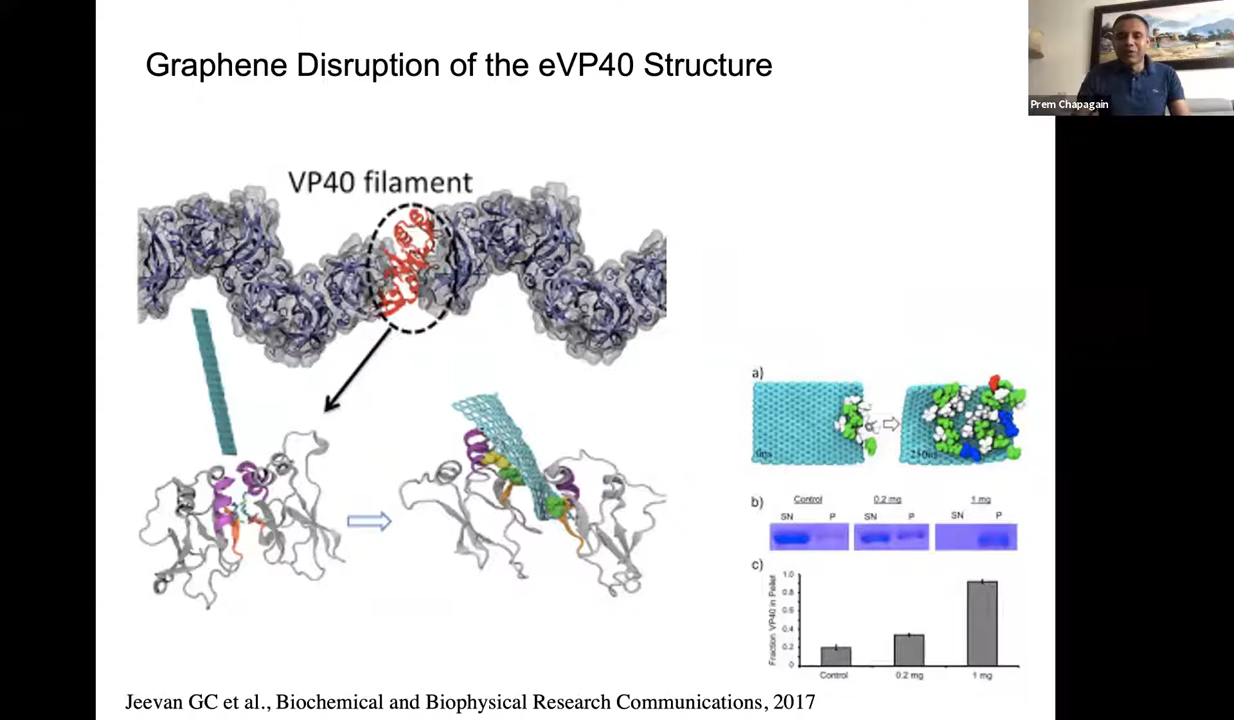 Graphene Disruption of the eVP40 Structure
Prem Chapagain
VP40 filament
a)
0ns
250ns
b)
Control 0.2 mg 1 mg
SN P SN P SN P
c)
Fraction VP40 in Pellet
1.0
0.8
0.6
0.4
0.2
0
Control 0.2 mg 1 mg
Jeevan GC et al., Biochemical and Biophysical Research Communications, 2017